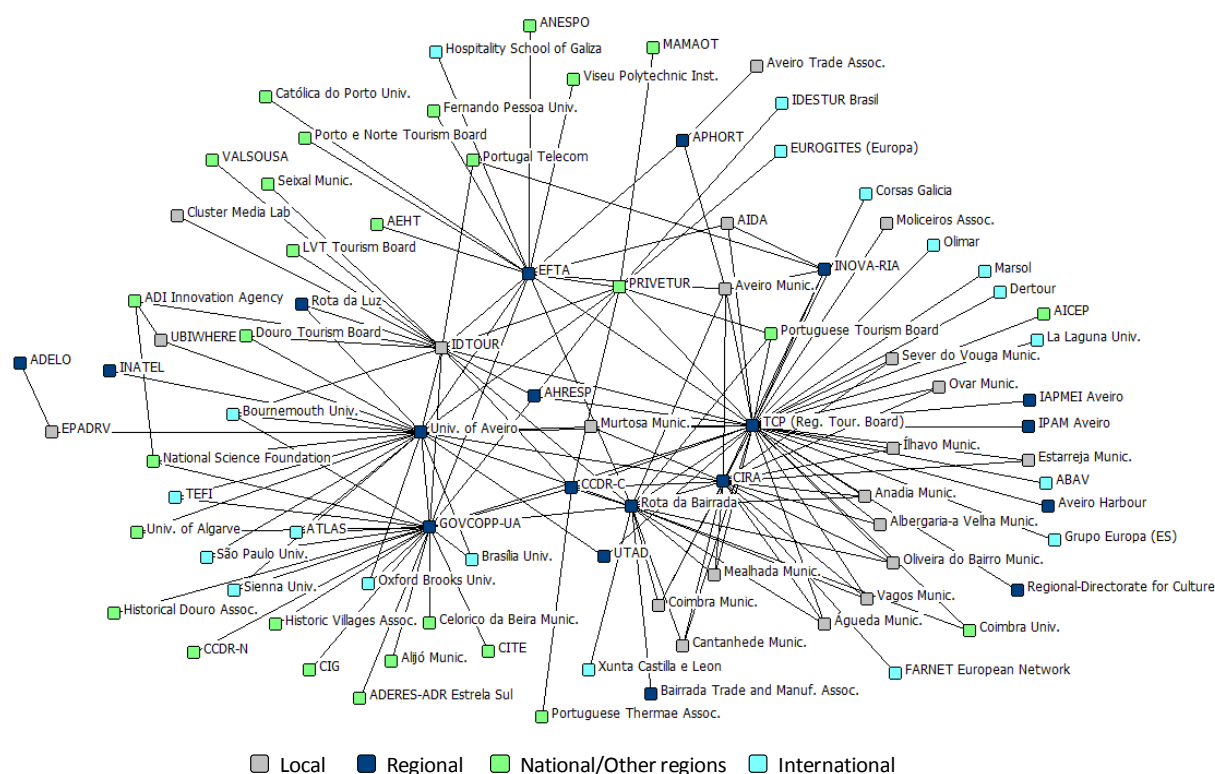 ANESPO
Hospitality School of Galiza
MAMAOT
Aveiro Trade Assoc.
Viseu Polytechnic Inst.
Católica do Porto Univ.
IDESTUR Brasil
Fernando Pessoa Univ.
Porto e Norte Tourism Board
APHORT
EUROGITES (Europa)
VALSOUSA
Portugal Telecom
Seixal Munic.
Corsas Galicia
Cluster Media Lab
AEHT
AIDA
Moliceiros Assoc.
Olimar
LVT Tourism Board
EFTA
INOVA-RIA
Marsol
PRIVETUR
Aveiro Munic.
Dertour
ADI Innovation Agency
Rota da Luz
AICEP
UBIWHERE
Douro Tourism Board
Portuguese Tourism Board
La Laguna Univ.
IDTOUR
Sever do Vouga Munic.
ADELO
INATEL
Ovar Munic.
AHRESP
IAPMEI Aveiro
Bournemouth Univ.
EPADRV
Univ. of Aveiro
Murtosa Munic.
TCP (Reg. Tour. Board)
IPAM Aveiro
Ílhavo Munic.
National Science Foundation
Estarreja Munic.
CIRA
CCDR-C
ABAV
TEFI
Anadia Munic.
Rota da Bairrada
Aveiro Harbour
Univ. of Algarve
ATLAS
GOVCOPP-UA
Albergaria-a Velha Munic.
Grupo Europa (ES)
São Paulo Univ.
Brasília Univ.
UTAD
Oliveira do Bairro Munic.
Sienna Univ.
Oxford Brooks Univ.
Mealhada Munic.
Regional-Directorate for Culture
Vagos Munic.
Coimbra Munic.
Historical Douro Assoc.
Historic Villages Assoc.
Celorico da Beira Munic.
Águeda Munic.
Coimbra Univ.
Cantanhede Munic.
CCDR-N
CITE
Alijó Munic.
CIG
Xunta Castilla e Leon
FARNET European Network
ADERES-ADR Estrela Sul
Bairrada Trade and Manuf. Assoc.
Portuguese Thermae Assoc.
Local Regional National/Other regions International